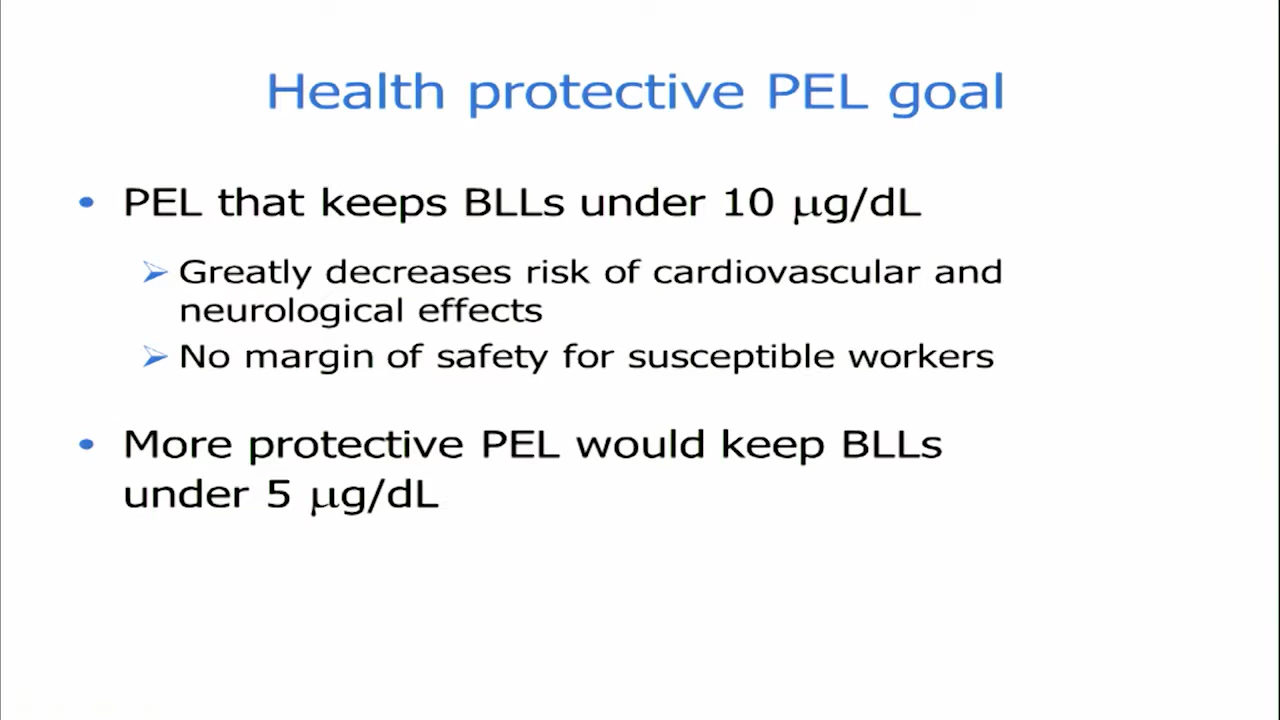 Health protective PEL goal
• PEL that keeps BLLs under 10 μg/dL
➢ Greatly decreases risk of cardiovascular and
neurological effects
➢ No margin of safety for susceptible workers
• More protective PEL would keep BLLs
under 5 μg/dL